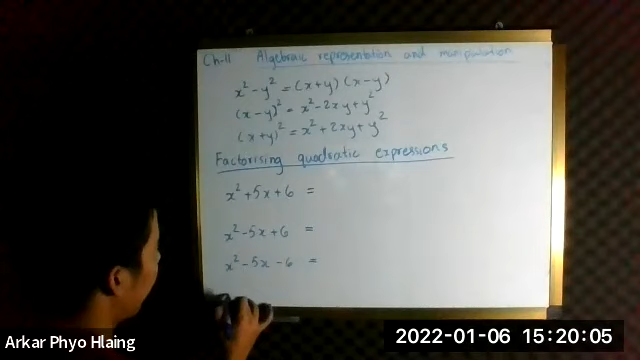 Ch-11 Algebraic representation and manipulation
x² - y² = (x+y) (x-y)
(x-y)² = x² - 2xy + y²
(x+y)² = x² + 2xy + y²
Factorising quadratic expressions
x² + 5x + 6 =
x² - 5x + 6 =
x² - 5x - 6 =
Arkar Phyo Hlaing
2022-01-06 15:20:05